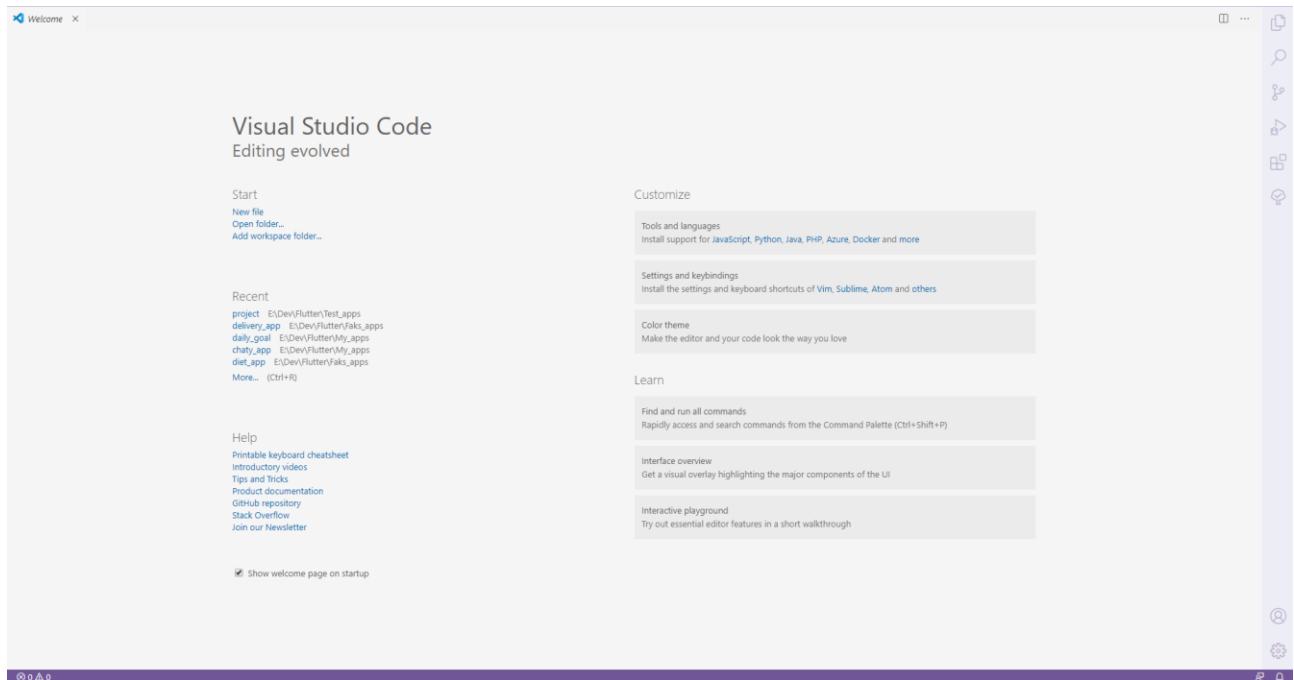 Welcome
Visual Studio Code
Editing evolved
Start
New file
Open folder...
Add workspace folder...
Recent
project E:\Dev\Flutter\Test_apps
delivery_app E:\Dev\Flutter\Faks_apps
daily_goal E:\Dev\Flutter\My_apps
chaty_app E:\Dev\Flutter\My_apps
diet_app E:\Dev\Flutter\Faks_apps
More... (Ctrl+R)
Help
Printable keyboard cheatsheet
Introductory videos
Tips and Tricks
Product documentation
GitHub repository
Stack Overflow
Join our Newsletter
Show welcome page on startup
Customize
Tools and languages
Install support for JavaScript, Python, Java, PHP, Azure, Docker and more
Settings and keybindings
Install the settings and keyboard shortcuts of Vim, Sublime, Atom and others
Color theme
Make the editor and your code look the way you love
Learn
Find and run all commands
Rapidly access and search commands from the Command Palette (Ctrl+Shift+P)
Interface overview
Get a visual overlay highlighting the major components of the UI
Interactive playground
Try out essential editor features in a short walkthrough
0 0